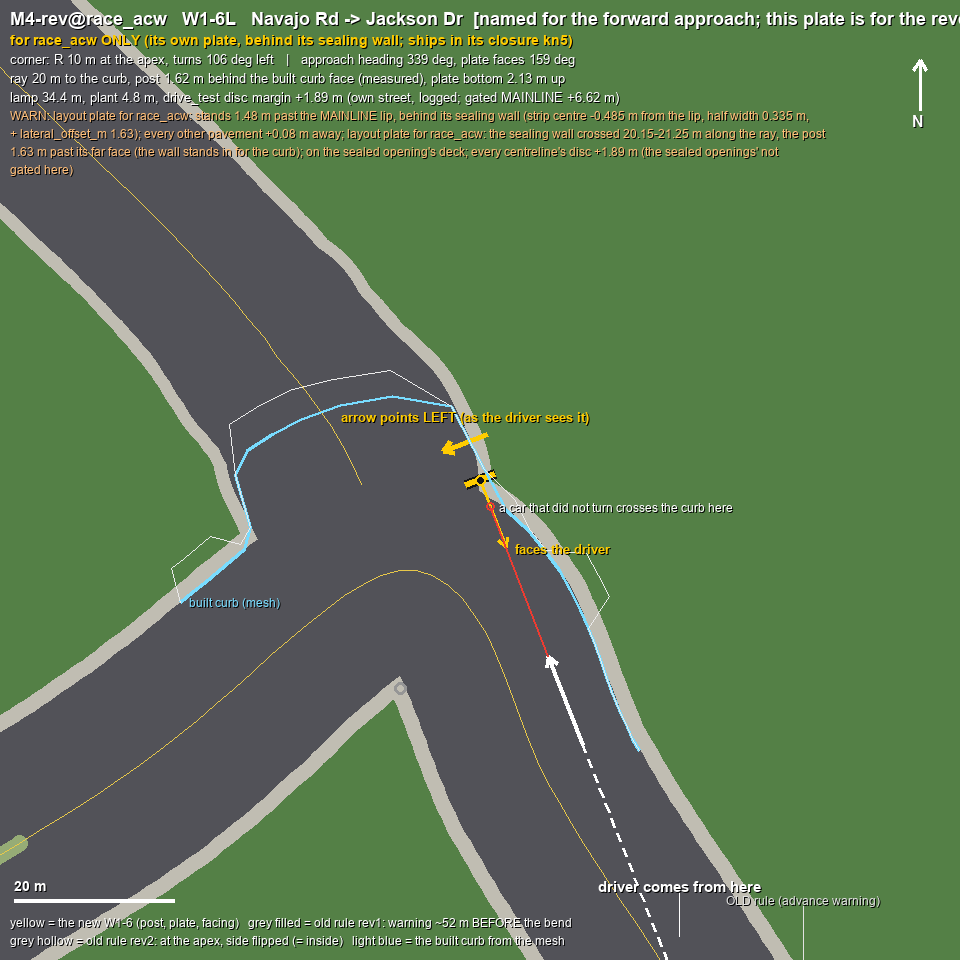 M4-rev@race_acw W1-6L Navajo Rd -> Jackson Dr [named for the forward approach; this plate is for the reve
for race_acw ONLY (its own plate, behind its sealing wall; ships in its closure kn5)
corner: R 10 m at the apex, turns 106 deg left | approach heading 339 deg, plate faces 159 deg
ray 20 m to the curb, post 1.62 m behind the built curb face (measured), plate bottom 2.13 m up
lamp 34.4 m, plant 4.8 m, drive_test disc margin +1.89 m (own street, logged; gated MAINLINE +6.62 m)
WARN: layout plate for race_acw: stands 1.48 m past the MAINLINE lip, behind its sealing wall (strip centre -0.485 m from the lip, half width 0.335 m,
+ lateral_offset_m 1.63); every other pavement +0.08 m away; layout plate for race_acw: the sealing wall crossed 20.15-21.25 m along the ray, the post
1.63 m past its far face (the wall stands in for the curb); on the sealed opening's deck; every centreline's disc +1.89 m (the sealed openings' not
gated here)
N
arrow points LEFT (as the driver sees it)
a car that did not turn crosses the curb here
faces the driver
built curb (mesh)
driver comes from here
OLD rule (advance warning)
20 m
yellow = the new W1-6 (post, plate, facing) grey filled = old rule rev1: warning ~52 m BEFORE the bend
grey hollow = old rule rev2: at the apex, side flipped (= inside) light blue = the built curb from the mesh